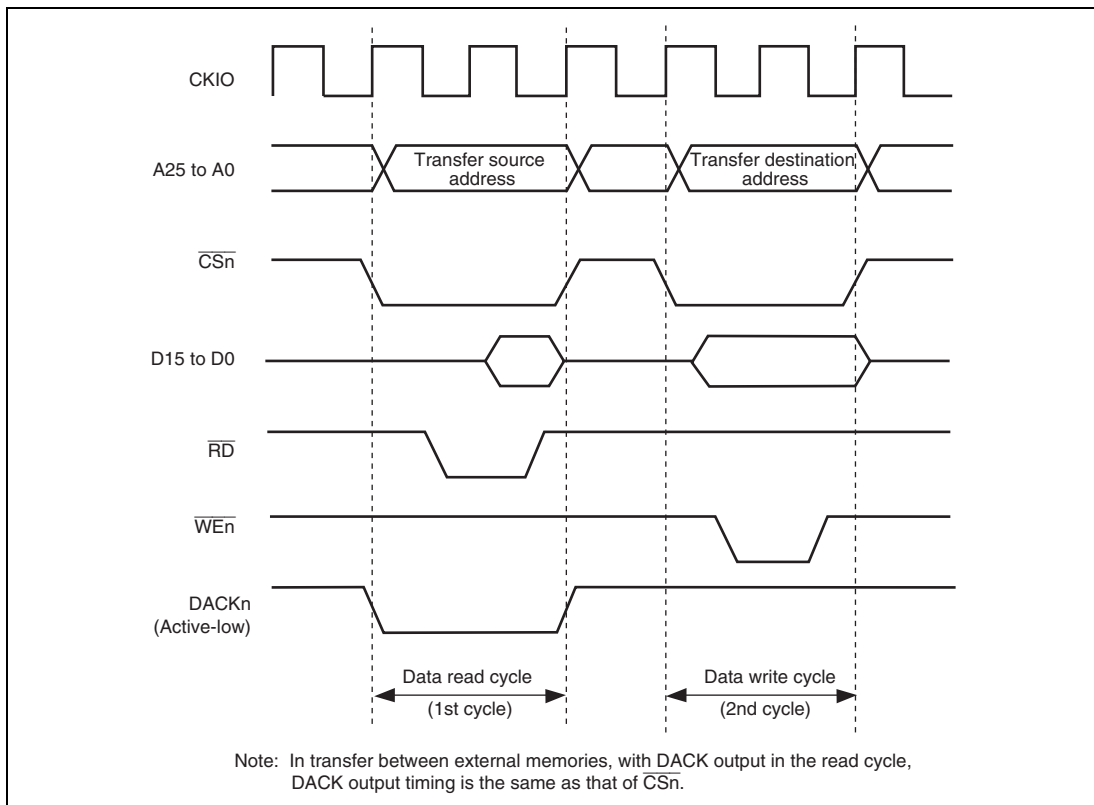 CKIO
A25 to A0
Transfer source
address
Transfer destination
address
CSn
D15 to D0
RD
WEn
DACKn
(Active-low)
Data read cycle
(1st cycle)
Data write cycle
(2nd cycle)
Note: In transfer between external memories, with DACK output in the read cycle,
DACK output timing is the same as that of CSn.